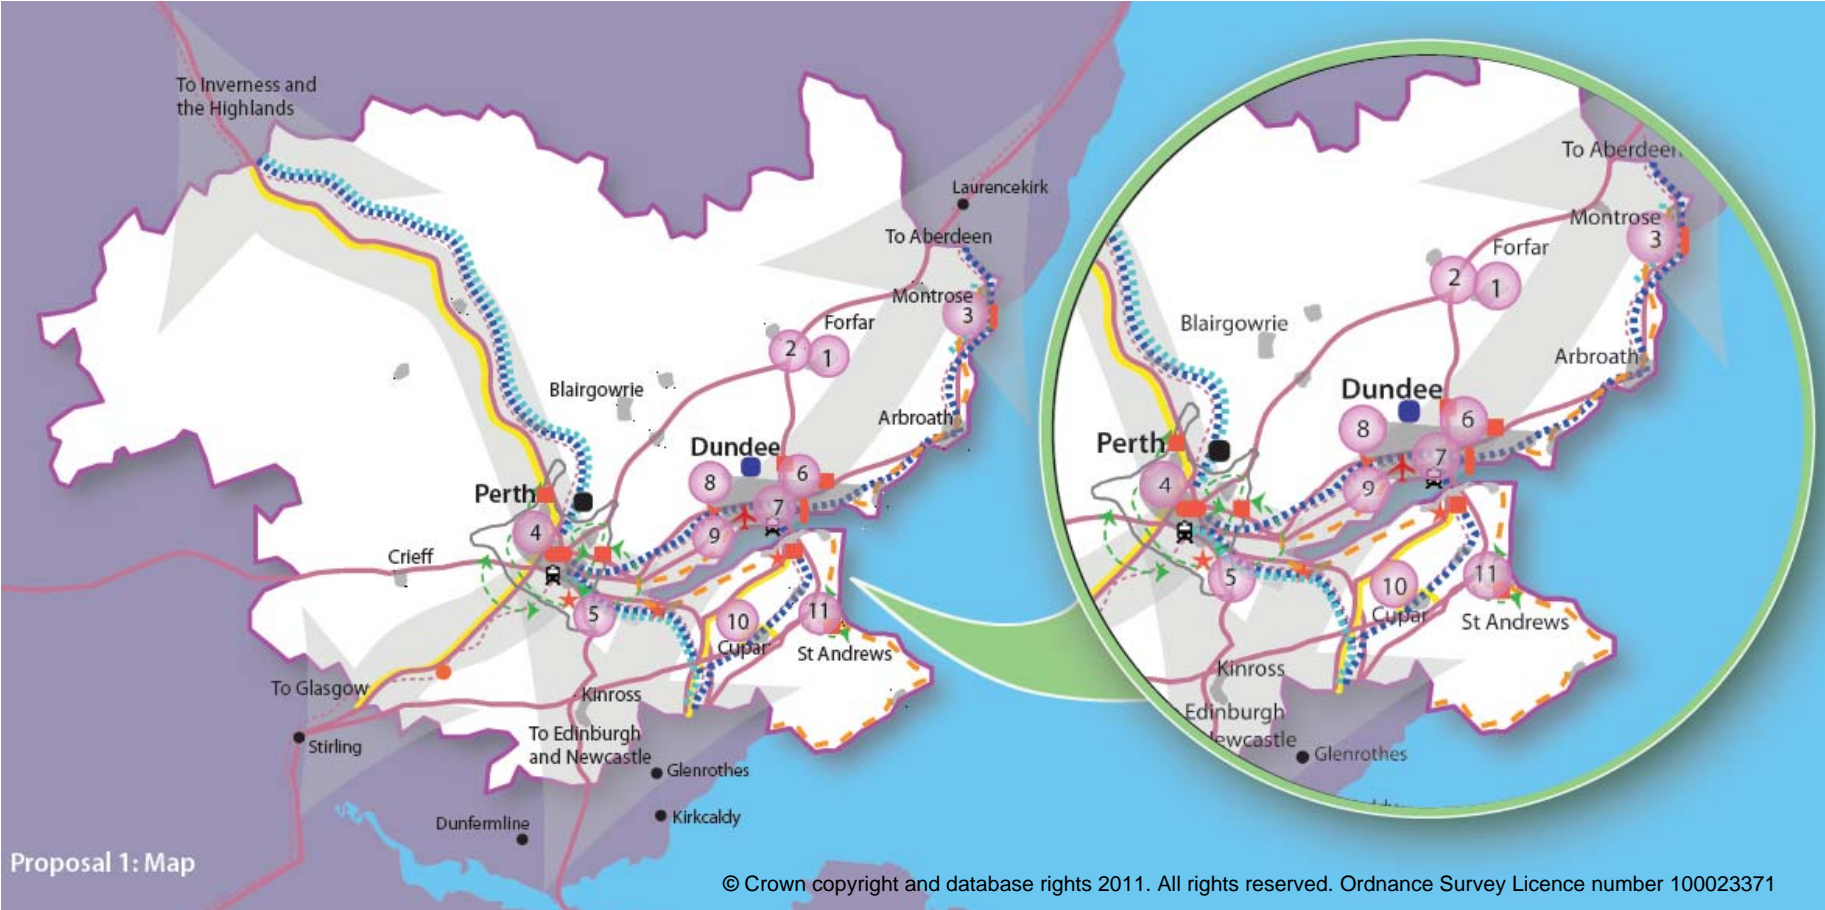 To Inverness and
the Highlands
Laurencekirk
To Aberdeen
Montrose
3
Forfar
2
1
Blairgowrie
Arbroath
Dundee
6
8
7
9
Perth
4
Crieff
5
10
11
Cupar
St Andrews
To Glasgow
Kinross
Stirling
To Edinburgh
and Newcastle
Glenrothes
Kirkcaldy
Dunfermline
Proposal 1: Map
To Aberdeen
Montrose
3
Forfar
2
1
Blairgowrie
Arbroath
Dundee
6
8
7
9
Perth
4
5
10
11
Cupar
St Andrews
Kinross
Edinburgh
Glenrothes
© Crown copyright and database rights 2011. All rights reserved. Ordnance Survey Licence number 100023371